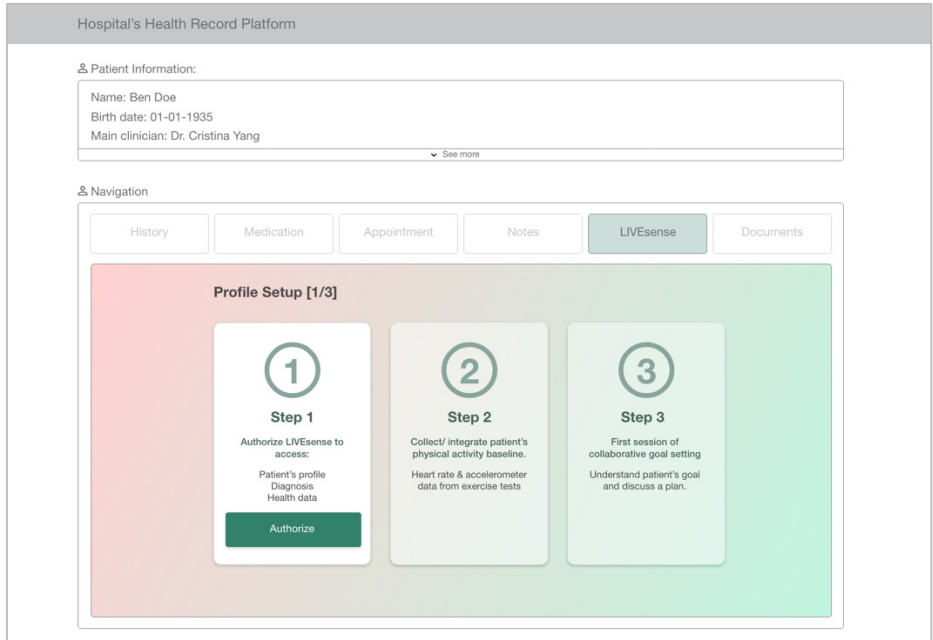 Hospital's Health Record Platform
Patient Information:
Name: Ben Doe
Birth date: 01-01-1935
Main clinician: Dr. Cristina Yang
See more
Navigation
History
Medication
Appointment
Notes
LIVEsense
Documents
Profile Setup [1/3]
1
Step 1
Authorize LIVEsense to
access:
Patient's profile
Diagnosis
Health data
Authorize
2
Step 2
Collect/ integrate patient's
physical activity baseline.
Heart rate & accelerometer
data from exercise tests
3
Step 3
First session of
collaborative goal setting
Understand patient's goal
and discuss a plan.